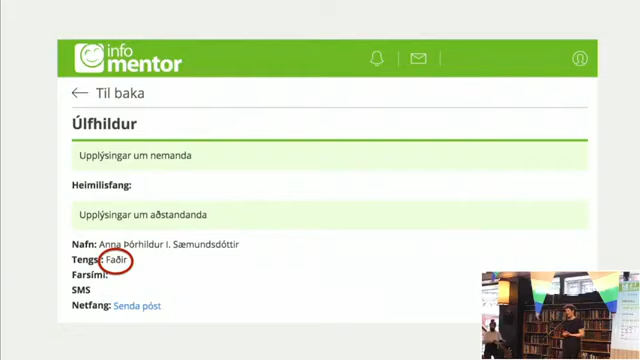 info
mentor
Til baka
Úlfhildur
Upplýsingar um nemanda
Heimilisfang:
Upplýsingar um aðstandanda
Nafn: Anna Þórhildur I. Sæmundsdóttir
Tengsl: Faðir
Farsími:
SMS
Netfang: Senda póst